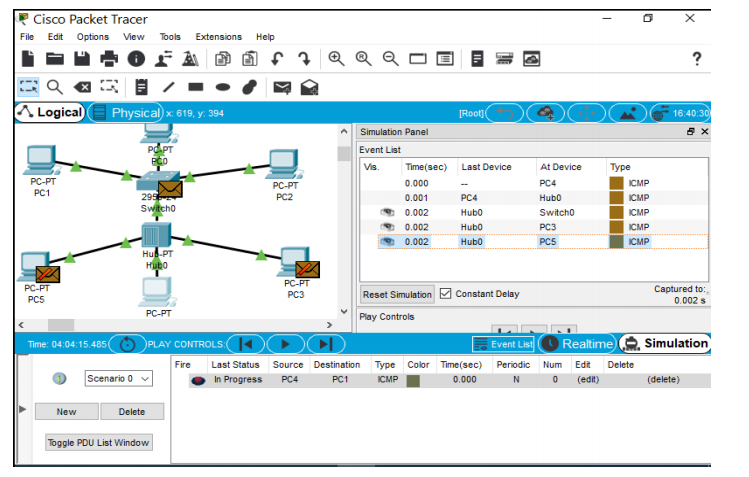 Cisco Packet Tracer
File Edit Options View Tools Extensions Help
?
Logical Physical x: 619, y: 394 [Root] 16:40:30
PC-PT
PC0
PC-PT
PC1
PC-PT
PC2
2950-24
Switch0
Hub-PT
Hub0
PC-PT
PC5
PC-PT
PC3
PC-PT
Simulation Panel
Event List
Vis. Time(sec) Last Device At Device Type
0.000 -- PC4 ICMP
0.001 PC4 Hub0 ICMP
0.002 Hub0 Switch0 ICMP
0.002 Hub0 PC3 ICMP
0.002 Hub0 PC5 ICMP
Reset Simulation Constant Delay Captured to:
0.002 s
Play Controls
Time: 04:04:15.485 PLAY CONTROLS: Event List Realtime Simulation
Scenario 0
New Delete
Toggle PDU List Window
Fire Last Status Source Destination Type Color Time(sec) Periodic Num Edit Delete
In Progress PC4 PC1 ICMP 0.000 N 0 (edit) (delete)